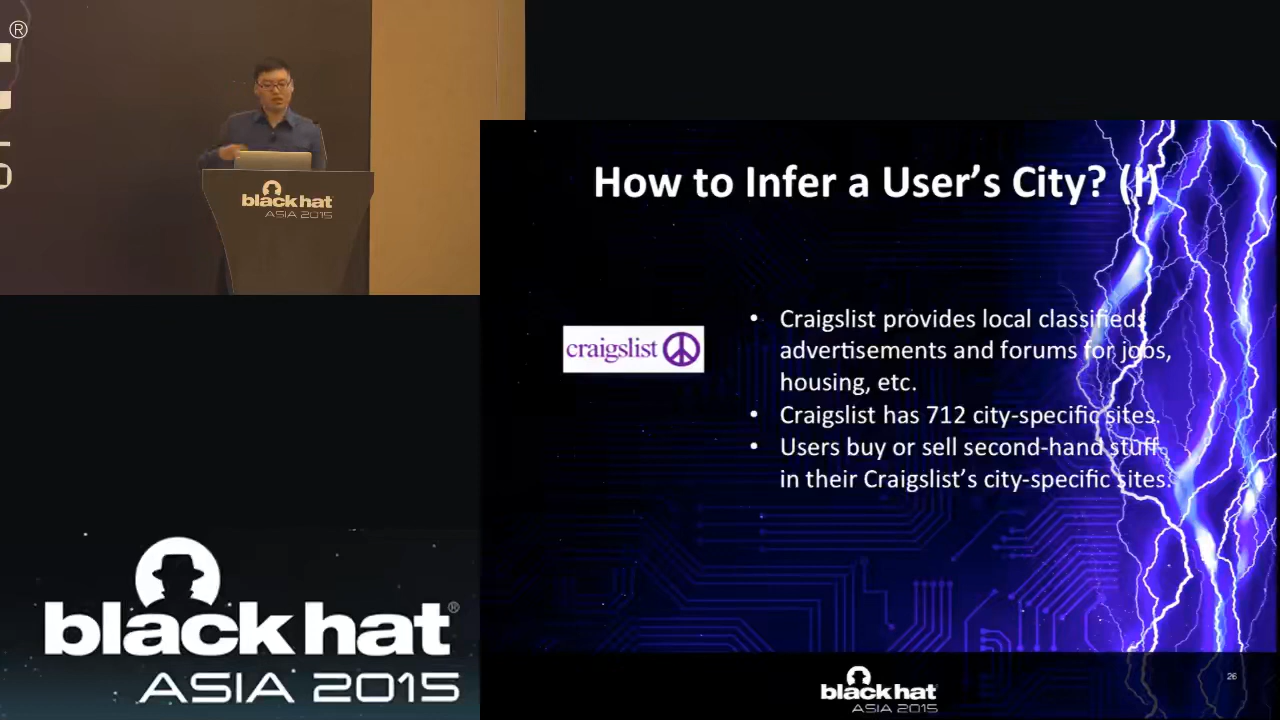 ®
black hat
ASIA 2015
How to Infer a User's City? (I)
craigslist
• Craigslist provides local classifieds
advertisements and forums for jobs,
housing, etc.
• Craigslist has 712 city-specific sites.
• Users buy or sell second-hand stuff
in their Craigslist's city-specific sites.
black hat®
ASIA 2015
black hat
ASIA 2015
26